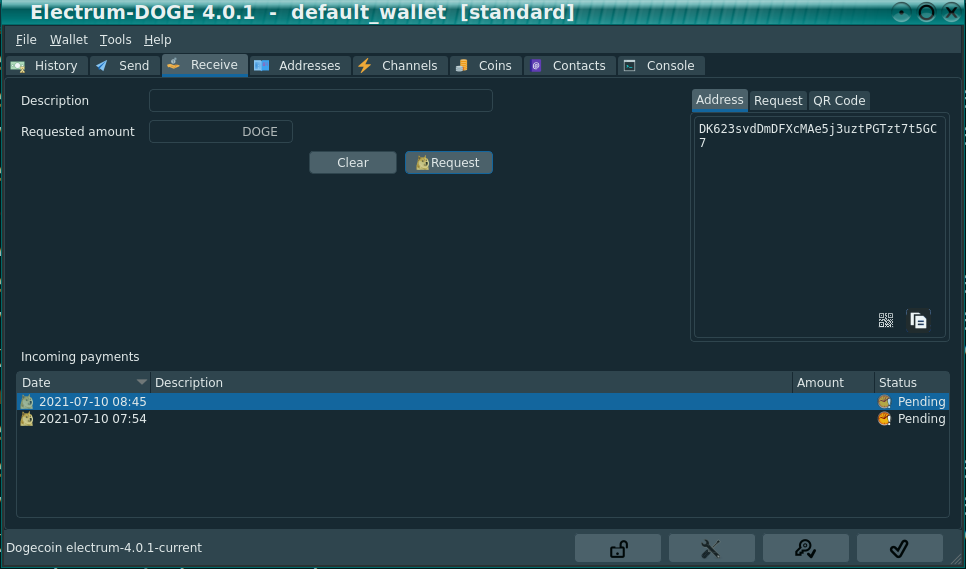 Electrum-DOGE 4.0.1 - default_wallet [standard]
File Wallet Tools Help
History Send Receive Addresses Channels Coins Contacts Console
Description
Requested amount DOGE
Clear Request
Address Request QR Code
DK623svdDmDFXcMAe5j3uztPGTzt7t5GC
7
Incoming payments
Date Description Amount Status
2021-07-10 08:45 Pending
2021-07-10 07:54 Pending
Dogecoin electrum-4.0.1-current